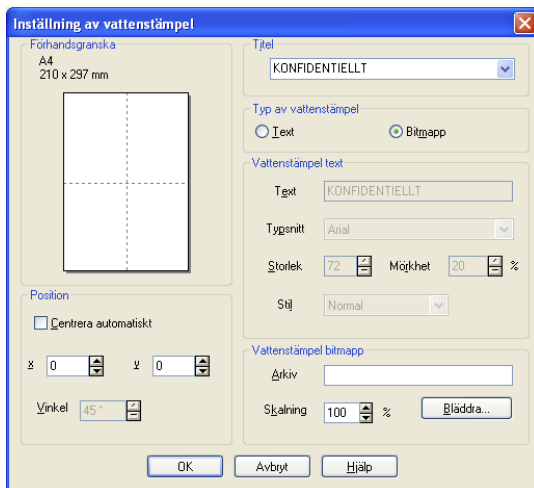 Inställning av vattenstämpel
Förhandsgranska
A4
210 x 297 mm
Titel
KONFIDENTIELLT
Typ av vattenstämpel
Text
Bitmapp
Vattenstämpel text
Text KONFIDENTIELLT
Typsnitt Arial
Storlek 72 Mörkhet 20 %
Stil Normal
Position
Centrera automatiskt
x 0 y 0
Vinkel 45 °
Vattenstämpel bitmapp
Arkiv
Skalning 100 % Bläddra...
OK Avbryt Hjälp